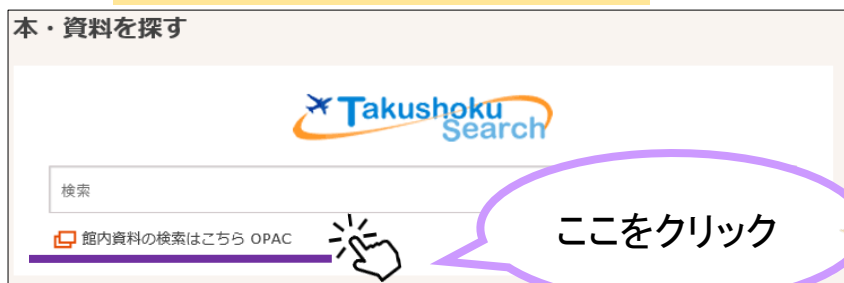 本・資料を探す
Takushoku
Search
検索
館内資料の検索はこちら OPAC
ここをクリック